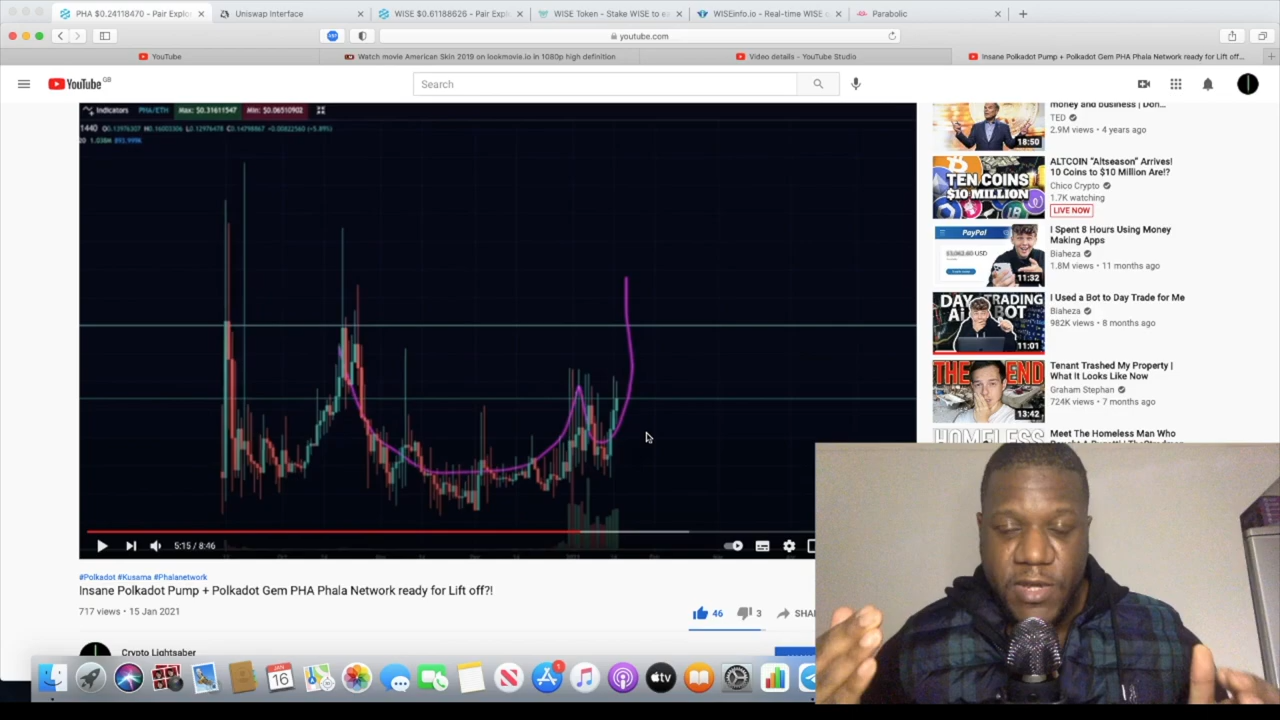 PHA $0.24118470 - Pair Explo
Uniswap Interface
WISE $0.61188626 - Pair Exp
WISE Token - Stake WISE to e
WISEinfo.io - Real-time WISE
Parabolic
youtube.com
YouTube
Watch movie American Skin 2019 on lookmovie.io in 1080p high definition
Video details - YouTube Studio
Insane Polkadot Pump + Polkadot Gem PHA Phala Network ready for Lift off...
YouTube GB
Search
Indicators PHA/ETH Max: $0.31611547 Min: $0.06510902
1440
money and business | Don...
TED
2.9M views • 4 years ago
18:50
TEN COINS
$10 MILLION
ALTCOIN "Altseason" Arrives!
10 Coins to $10 Million Are!?
Chico Crypto
1.7K watching
LIVE NOW
PayPal
I Spent 8 Hours Using Money
Making Apps
Biaheza
1.8M views • 11 months ago
11:32
DAY TRADING
I Used a Bot to Day Trade for Me
Biaheza
982K views • 8 months ago
11:01
Tenant Trashed My Property |
What It Looks Like Now
Graham Stephan
724K views • 7 months ago
13:42
HOMELESS
Meet The Homeless Man Who
5:15 / 8:46
#Polkadot #Kusama #Phalanetwork
Insane Polkadot Pump + Polkadot Gem PHA Phala Network ready for Lift off?!
717 views • 15 Jan 2021
46
3
SHA
Crypto Lightsaber
JAN
16
tv
1